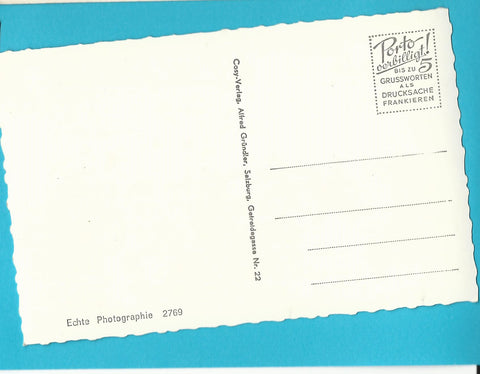 Porto
verbilligt!
BIS ZU 5
GRUSSWORTEN
ALS
DRUCKSACHE
FRANKIEREN
Cosy-Verlag, Alfred Gründler, Salzburg, Getreidegasse Nr. 22
Echte Photographie 2769